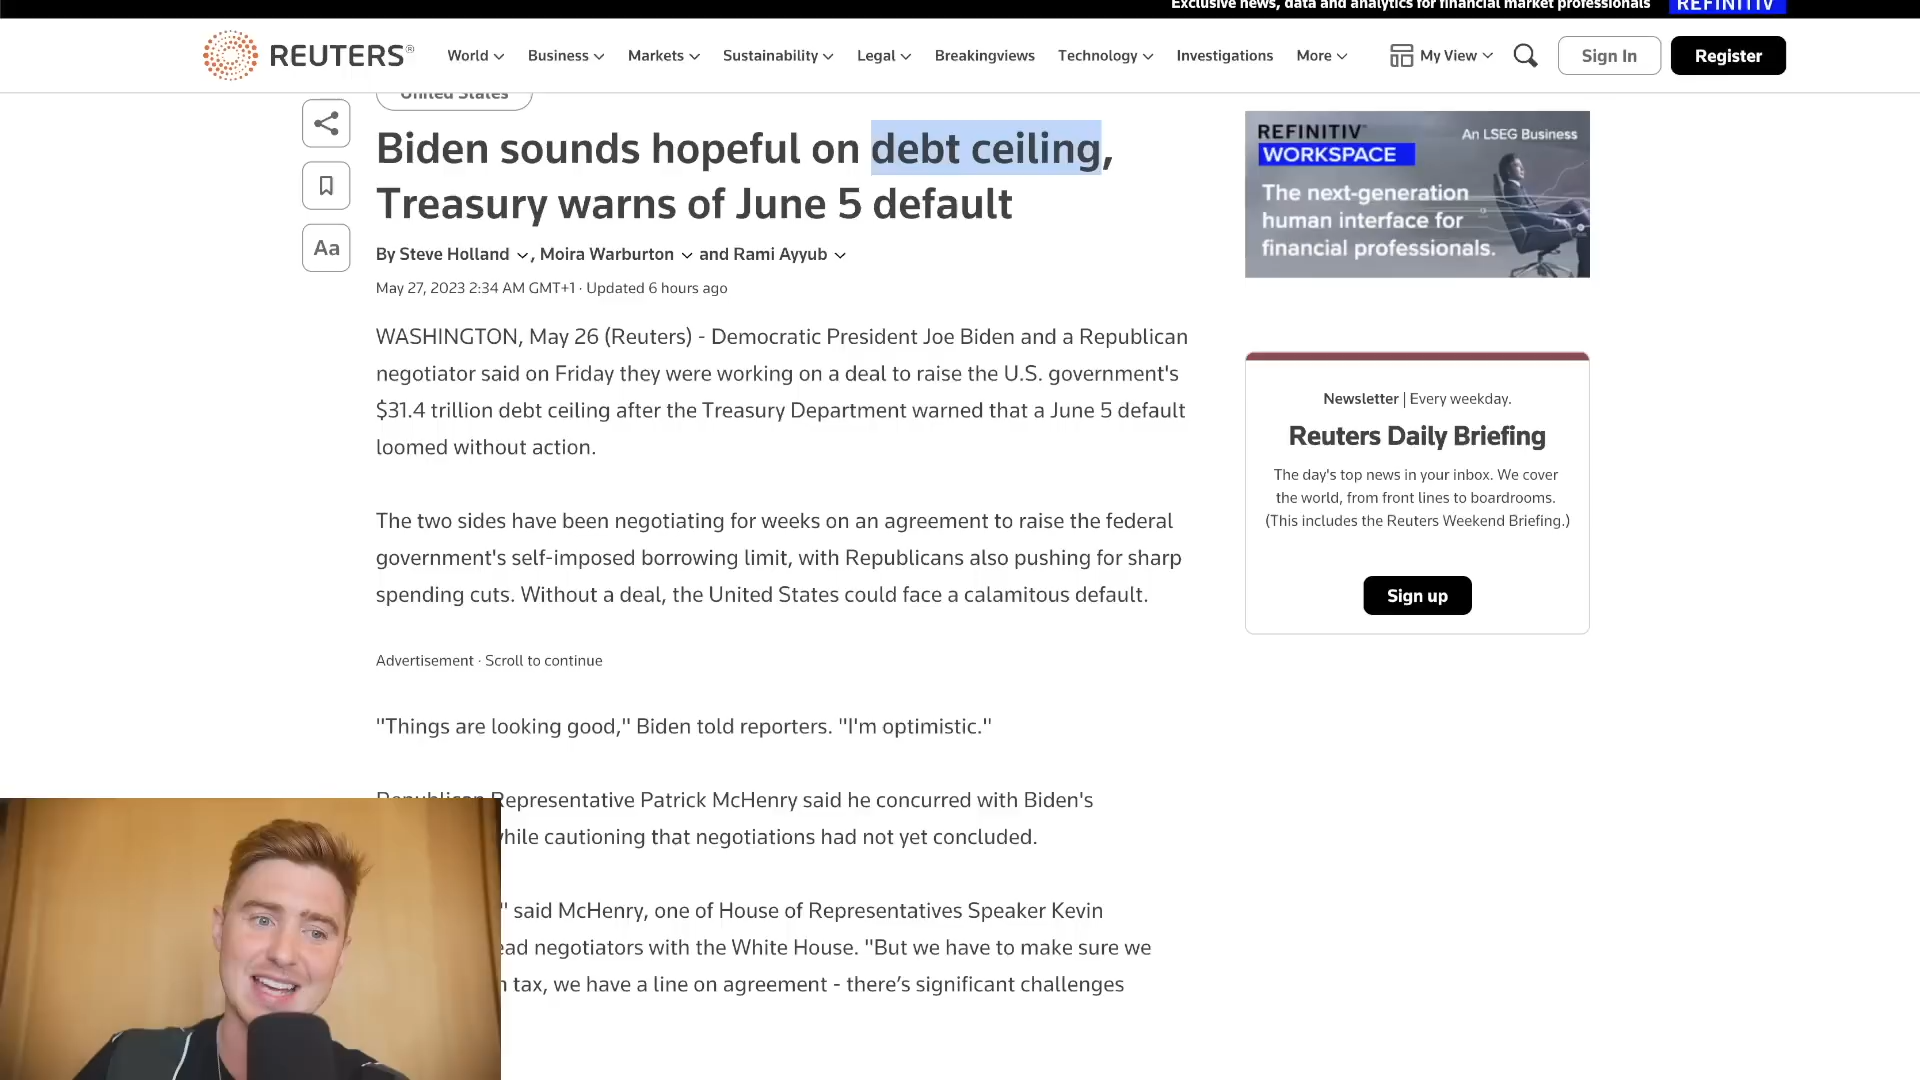 Exclusive news, data and analytics for financial market professionals
REFINITIV
REUTERS®
World
Business
Markets
Sustainability
Legal
Breakingviews
Technology
Investigations
More
My View
Sign In
Register
United States
Biden sounds hopeful on debt ceiling,
Treasury warns of June 5 default
Aa
By Steve Holland , Moira Warburton and Rami Ayyub
May 27, 2023 2:34 AM GMT+1 · Updated 6 hours ago
WASHINGTON, May 26 (Reuters) - Democratic President Joe Biden and a Republican
negotiator said on Friday they were working on a deal to raise the U.S. government's
$31.4 trillion debt ceiling after the Treasury Department warned that a June 5 default
loomed without action.
The two sides have been negotiating for weeks on an agreement to raise the federal
government's self-imposed borrowing limit, with Republicans also pushing for sharp
spending cuts. Without a deal, the United States could face a calamitous default.
Advertisement · Scroll to continue
"Things are looking good," Biden told reporters. "I'm optimistic."
Republican Representative Patrick McHenry said he concurred with Biden's
while cautioning that negotiations had not yet concluded.
" said McHenry, one of House of Representatives Speaker Kevin
negotiators with the White House. "But we have to make sure we
tax, we have a line on agreement - there's significant challenges
REFINITIV™
WORKSPACE
An LSEG Business
The next-generation
human interface for
financial professionals.
Newsletter | Every weekday.
Reuters Daily Briefing
The day's top news in your inbox. We cover
the world, from front lines to boardrooms.
(This includes the Reuters Weekend Briefing.)
Sign up